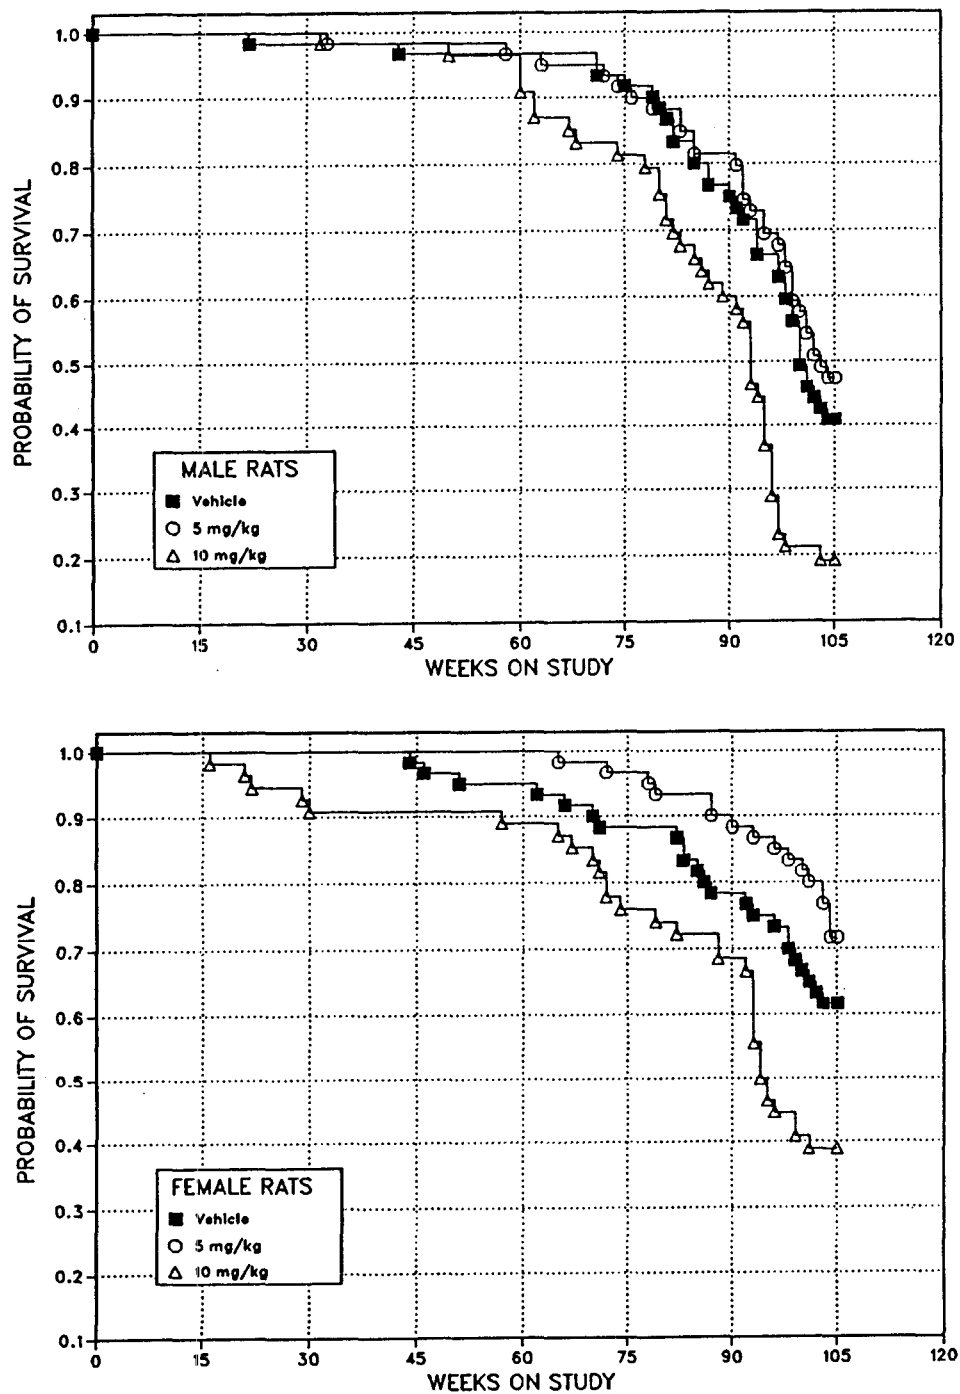 PROBABILITY OF SURVIVAL
1.0
0.9
0.8
0.7
0.6
0.5
0.4
0.3
0.2
0.1
MALE RATS
Vehicle
5 mg/kg
10 mg/kg
0 15 30 45 60 75 90 105 120
WEEKS ON STUDY
PROBABILITY OF SURVIVAL
1.0
0.9
0.8
0.7
0.6
0.5
0.4
0.3
0.2
0.1
FEMALE RATS
Vehicle
5 mg/kg
10 mg/kg
0 15 30 45 60 75 90 105 120
WEEKS ON STUDY